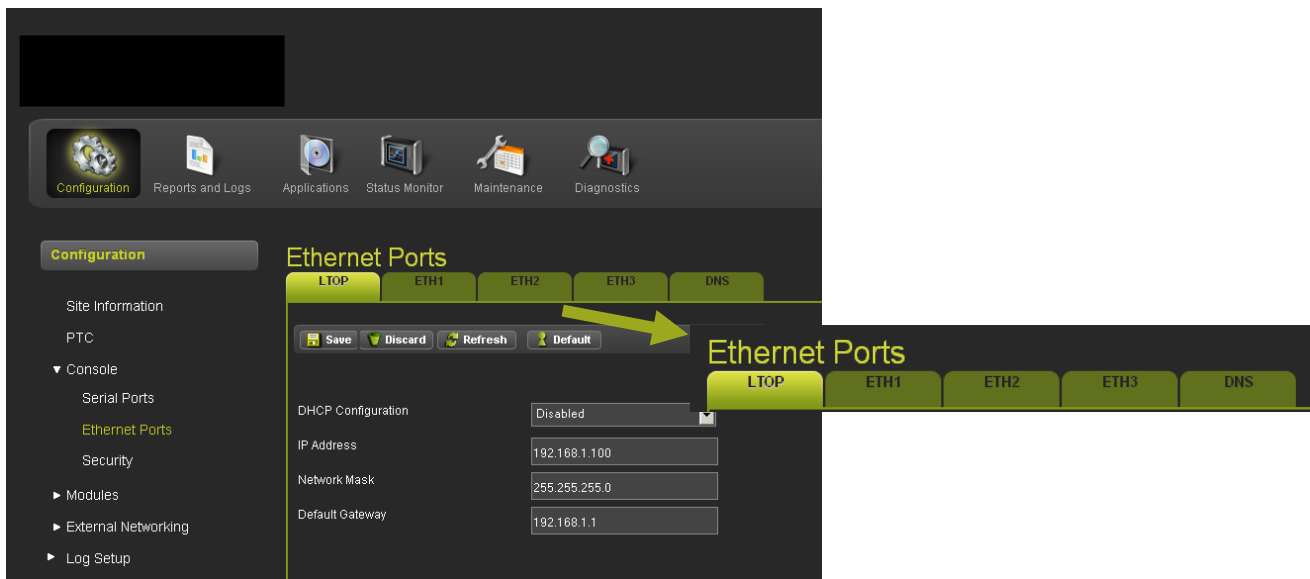 Configuration
Reports and Logs
Applications
Status Monitor
Maintenance
Diagnostics
Configuration
Site Information
PTC
Console
Serial Ports
Ethernet Ports
Security
Modules
External Networking
Log Setup
Ethernet Ports
LTOP ETH1 ETH2 ETH3 DNS
Save Discard Refresh Default
DHCP Configuration Disabled
IP Address 192.168.1.100
Network Mask 255.255.255.0
Default Gateway 192.168.1.1
Ethernet Ports
LTOP ETH1 ETH2 ETH3 DNS